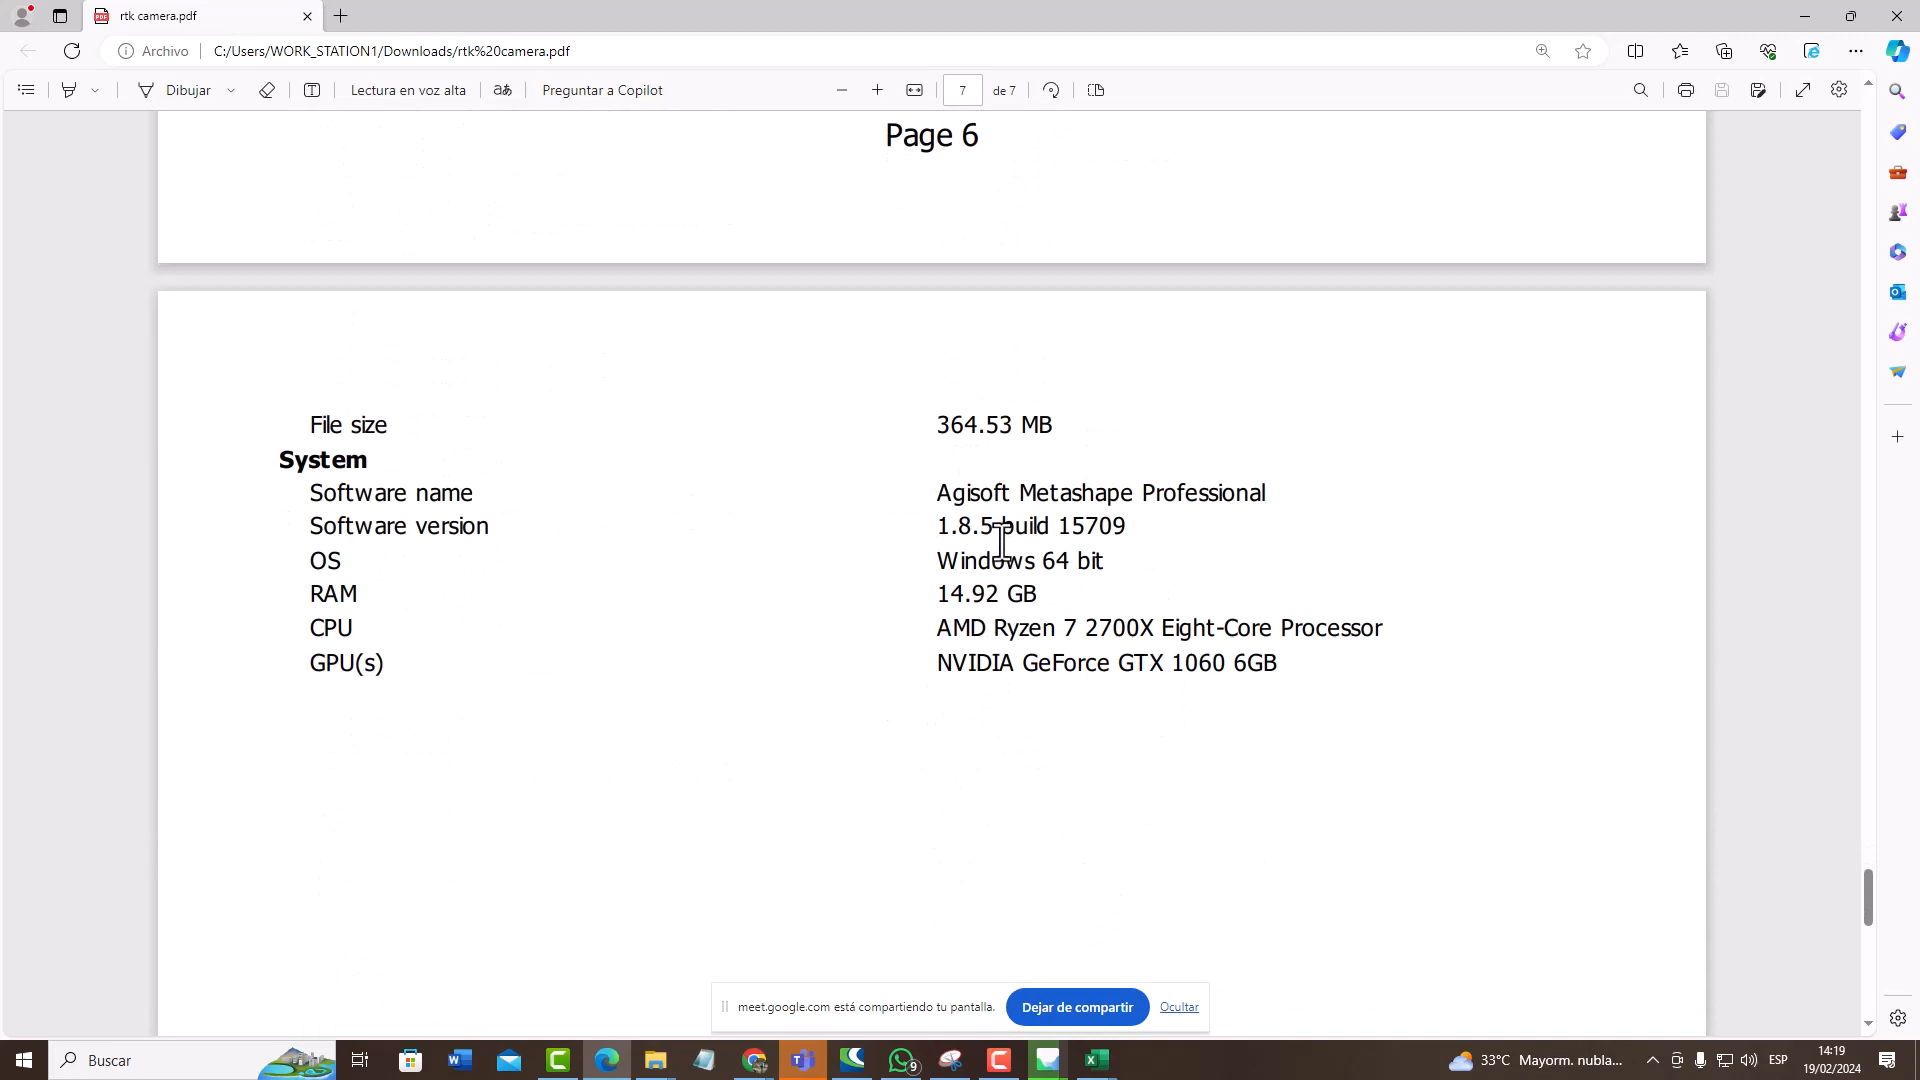 rtk camera.pdf
Archivo C:/Users/WORK_STATION1/Downloads/rtk%20camera.pdf
Dibujar Lectura en voz alta aあ Preguntar a Copilot 7 de 7
Page 6
File size 364.53 MB
System
Software name Agisoft Metashape Professional
Software version 1.8.5 build 15709
OS Windows 64 bit
RAM 14.92 GB
CPU AMD Ryzen 7 2700X Eight-Core Processor
GPU(s) NVIDIA GeForce GTX 1060 6GB
meet.google.com está compartiendo tu pantalla. Dejar de compartir Ocultar
Buscar 9 33°C Mayorm. nubla... ESP 14:19
19/02/2024